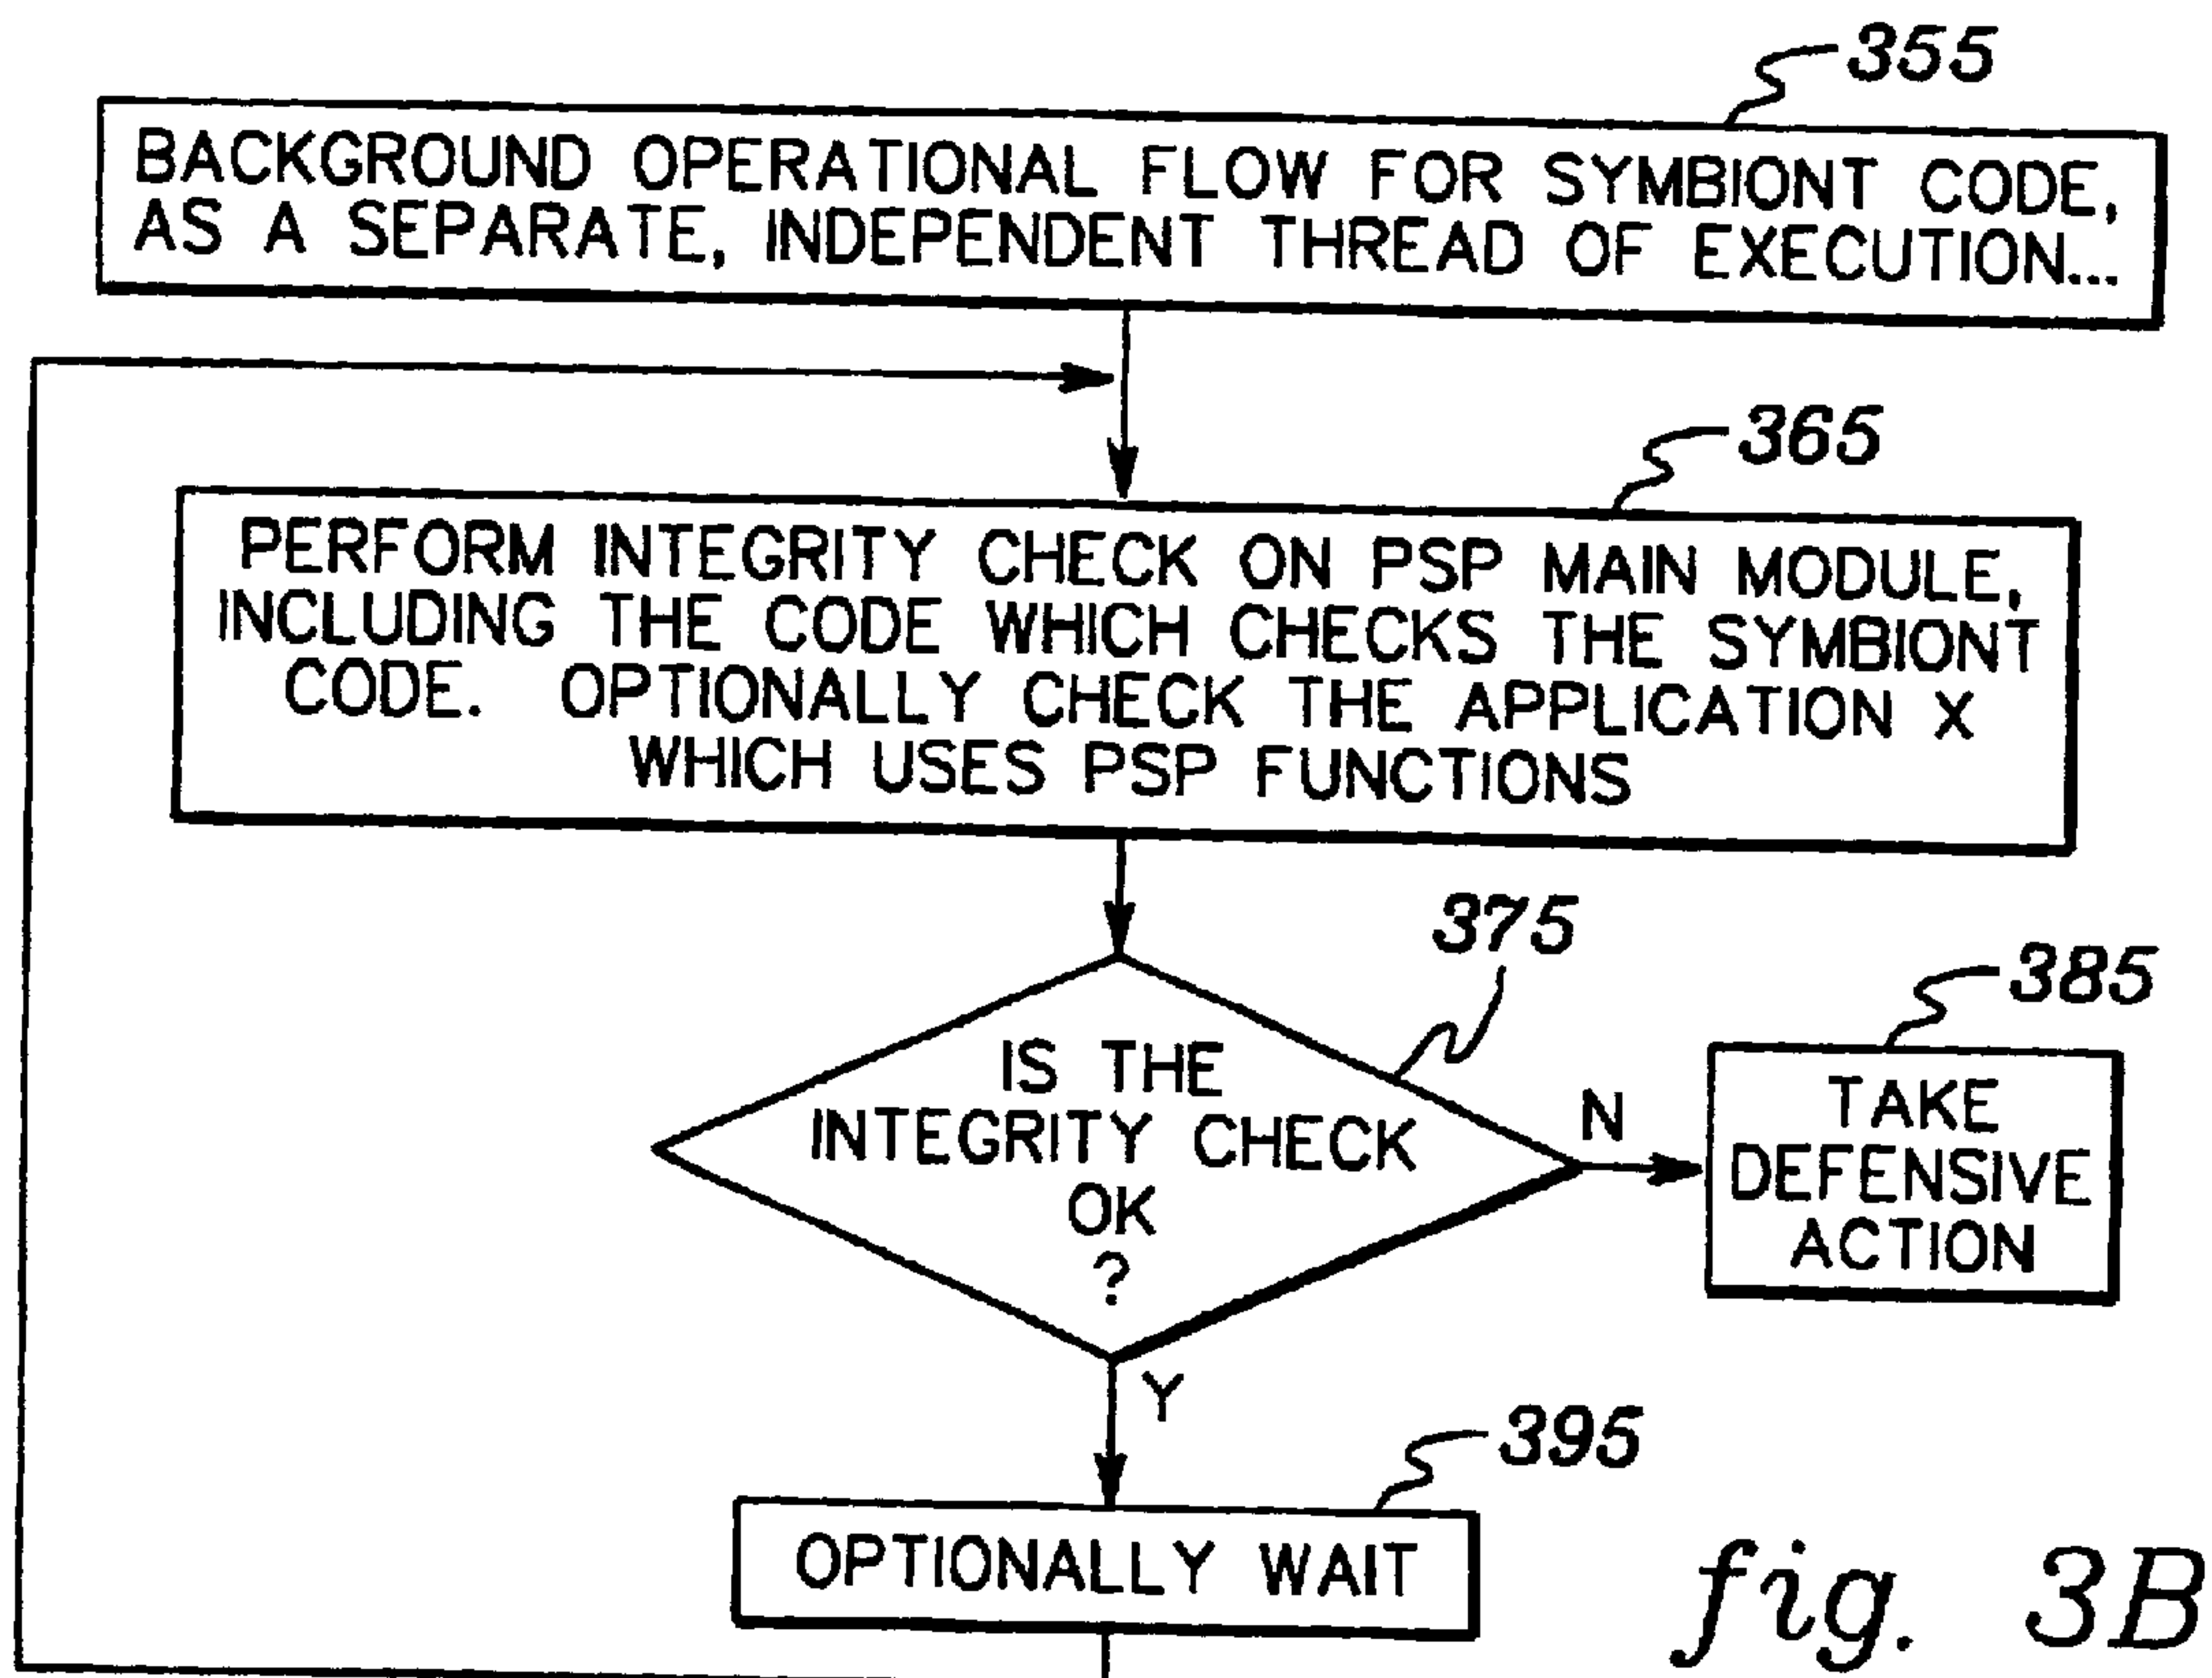 355
BACKGROUND OPERATIONAL FLOW FOR SYMBIONT CODE,
AS A SEPARATE, INDEPENDENT THREAD OF EXECUTION...
365
PERFORM INTEGRITY CHECK ON PSP MAIN MODULE,
INCLUDING THE CODE WHICH CHECKS THE SYMBIONT
CODE. OPTIONALLY CHECK THE APPLICATION X
WHICH USES PSP FUNCTIONS
375
385
IS THE
INTEGRITY CHECK
OK
?
N
TAKE
DEFENSIVE
ACTION
Y
395
OPTIONALLY WAIT
fig. 3B